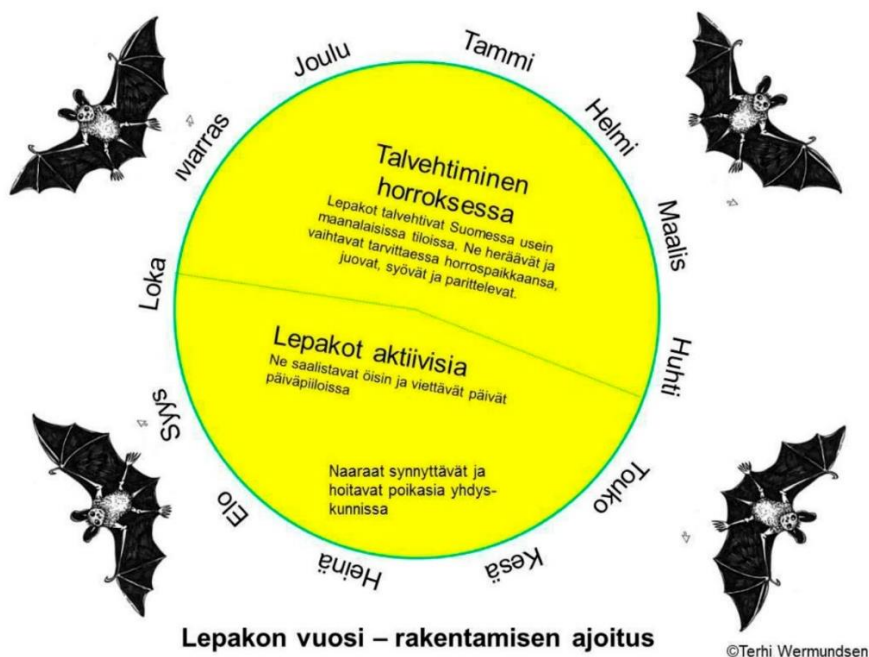 Joulu
Tammi
Helmi
Maalis
Huhti
Touko
Kesä
Heinä
Elo
Syys
Loka
Marras
Talvehtiminen
horroksessa
Lepakot talvehtivat Suomessa usein
maanalaisissa tiloissa. Ne heräävät ja
vaihtavat tarvittaessa horrospaikkaansa,
juovat, syövät ja parittelevat.
Lepakot aktiivisia
Ne saalistavat öisin ja viettävät päivät
päiväpiiloissa
Naaraat synnyttävät ja
hoitavat poikasia yhdys-
kunnissa
Lepakon vuosi – rakentamisen ajoitus
©Terhi Wermundsen